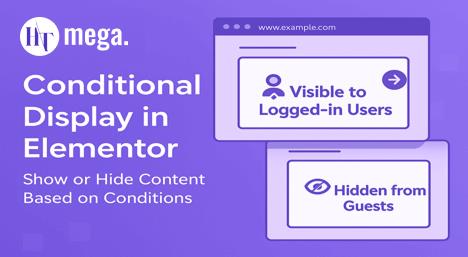 HT mega.
Conditional
Display in
Elementor
Show or Hide Content
Based on Conditions
www.example.com
Visible to
Logged-in Users
Hidden from
Guests